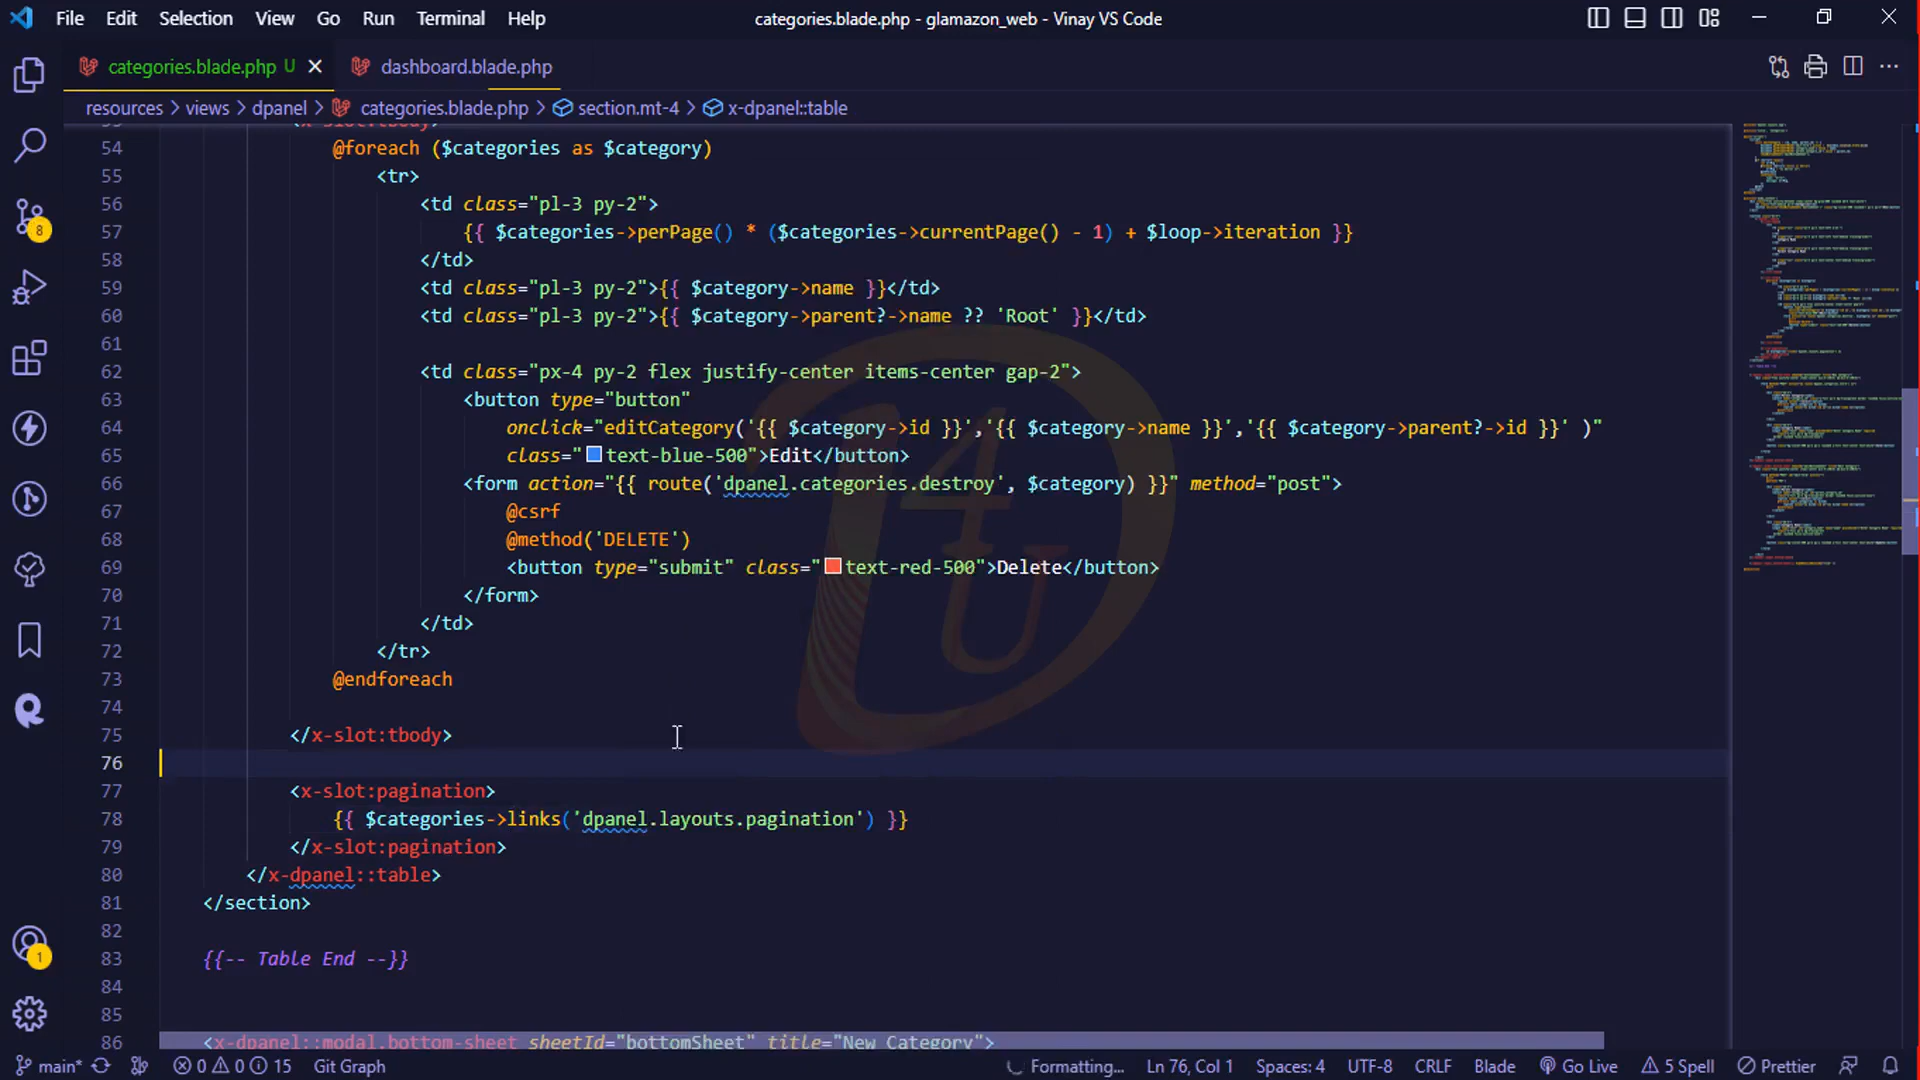 File Edit Selection View Go Run Terminal Help categories.blade.php - glamazon_web - Vinay VS Code
categories.blade.php U dashboard.blade.php
resources > views > dpanel > categories.blade.php > section.mt-4 > x-dpanel::table
<x-slot:tbody>
54 @foreach ($categories as $category)
55 <tr>
56 <td class="pl-3 py-2">
57 {{ $categories->perPage() * ($categories->currentPage() - 1) + $loop->iteration }}
58 </td>
59 <td class="pl-3 py-2">{{ $category->name }}</td>
60 <td class="pl-3 py-2">{{ $category->parent?->name ?? 'Root' }}</td>
61
62 <td class="px-4 py-2 flex justify-center items-center gap-2">
63 <button type="button"
64 onclick="editCategory('{{ $category->id }}','{{ $category->name }}','{{ $category->parent?->id }}' )"
65 class="text-blue-500">Edit</button>
66 <form action="{{ route('dpanel.categories.destroy', $category) }}" method="post">
67 @csrf
68 @method('DELETE')
69 <button type="submit" class="text-red-500">Delete</button>
70 </form>
71 </td>
72 </tr>
73 @endforeach
74
75 </x-slot:tbody>
76
77 <x-slot:pagination>
78 {{ $categories->links('dpanel.layouts.pagination') }}
79 </x-slot:pagination>
80 </x-dpanel::table>
81 </section>
82
83 {{-- Table End --}}
84
85
86 <x-dpanel::modal.bottom-sheet sheetId="bottomSheet" title="New Category">
8
1
D4U
main* 0 0 15 Git Graph Formatting... Ln 76, Col 1 Spaces: 4 UTF-8 CRLF Blade Go Live 5 Spell Prettier